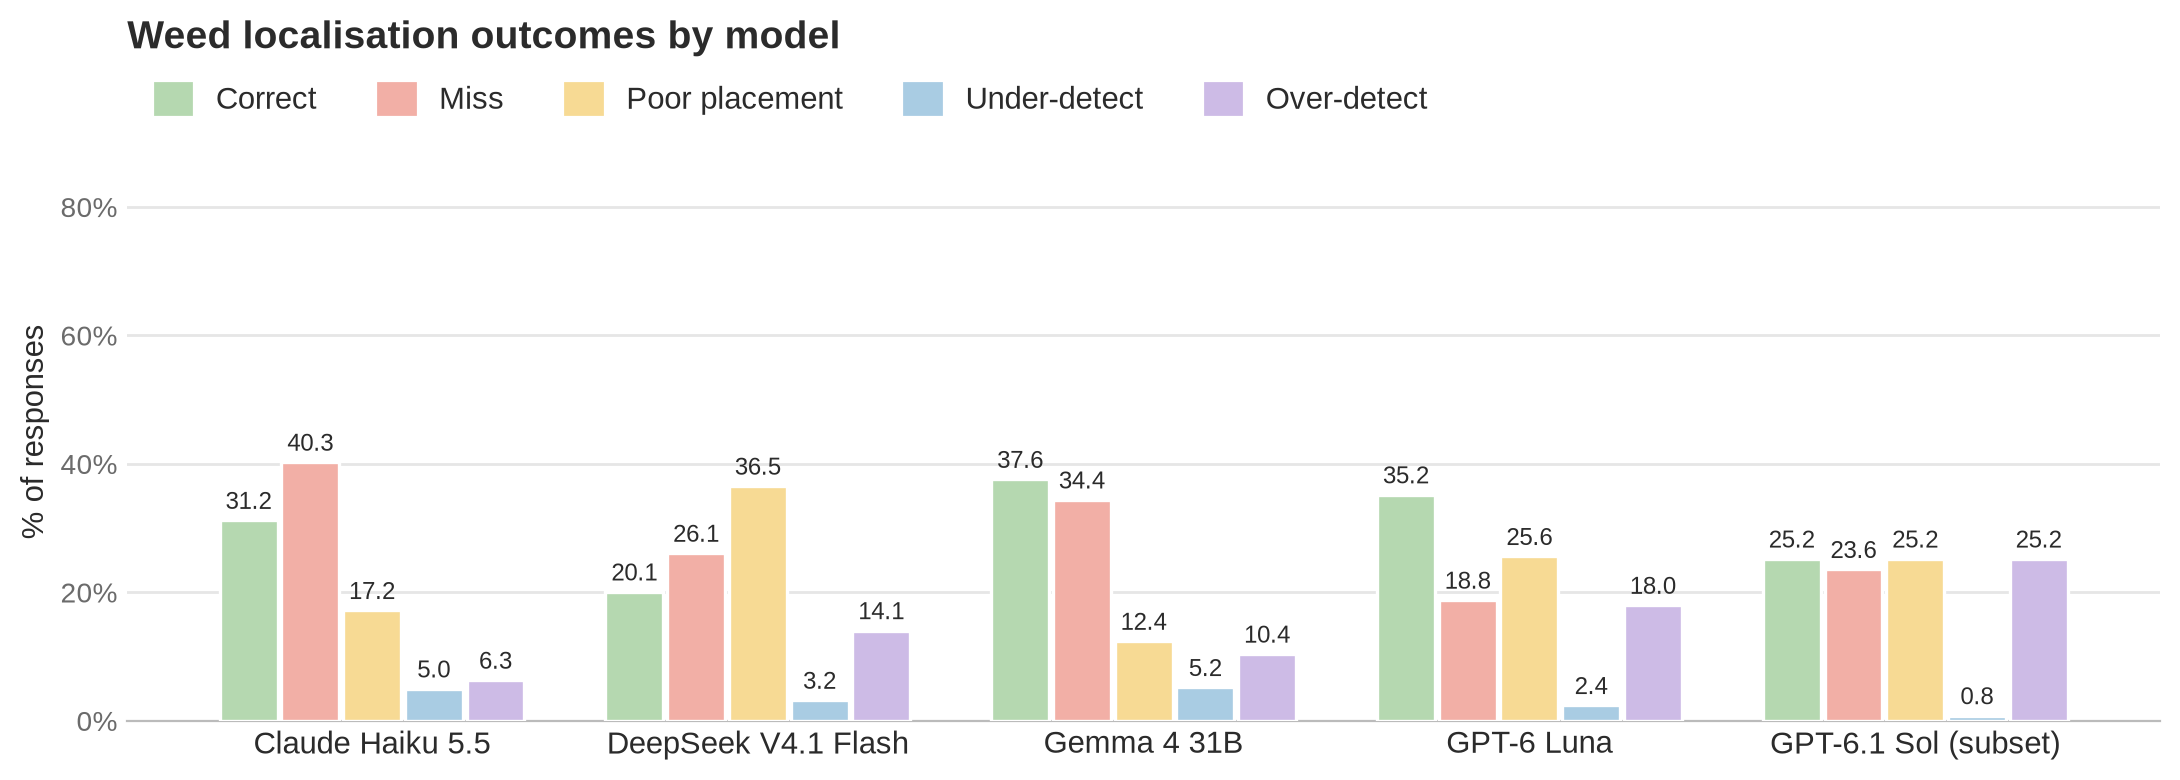 Weed localisation outcomes by model
Correct Miss Poor placement Under-detect Over-detect
80%
60%
40%
20%
0%
% of responses
31.2 40.3 17.2 5.0 6.3
20.1 26.1 36.5 3.2 14.1
37.6 34.4 12.4 5.2 10.4
35.2 18.8 25.6 2.4 18.0
25.2 23.6 25.2 0.8 25.2
Claude Haiku 5.5 DeepSeek V4.1 Flash Gemma 4 31B GPT-6 Luna GPT-6.1 Sol (subset)